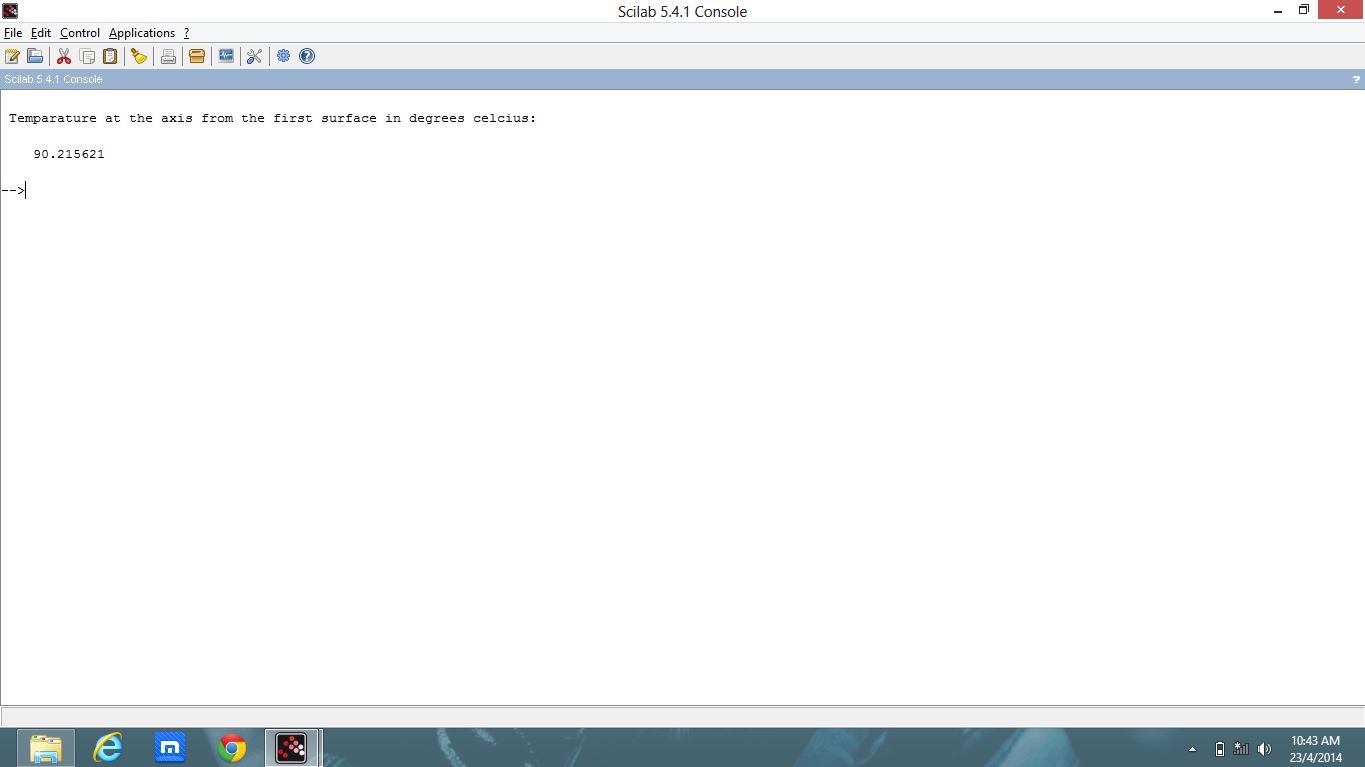 Scilab 5.4.1 Console
File Edit Control Applications ?
Scilab 5.4.1 Console ?
Temparature at the axis from the first surface in degrees celcius:
90.215621
-->
10:43 AM
23/4/2014